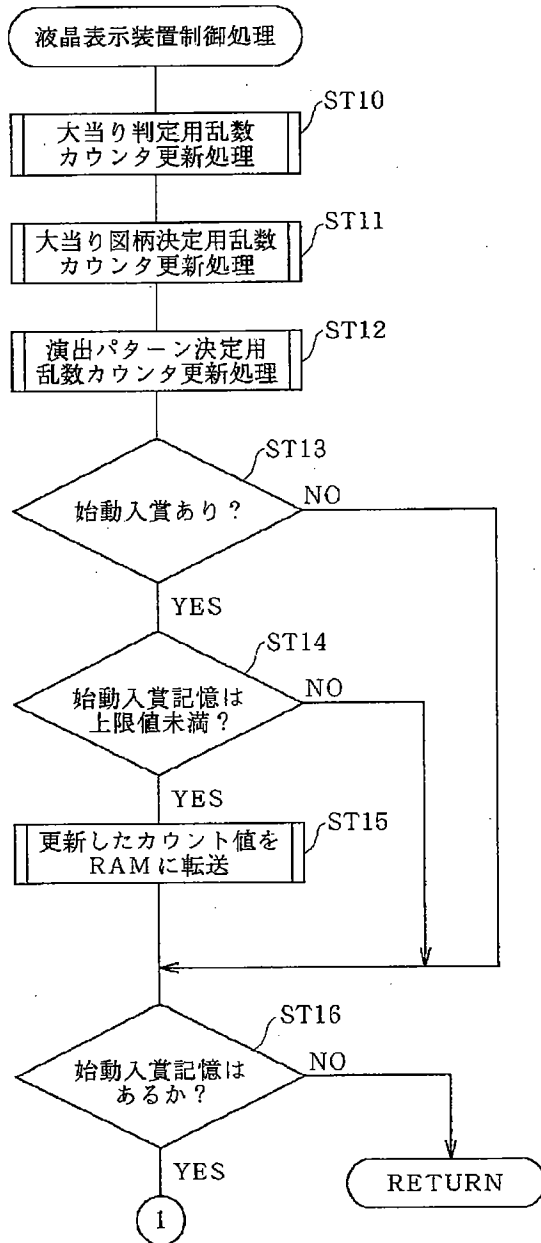 液晶表示装置制御処理
ST10
大当り判定用乱数
カウンタ更新処理
ST11
大当り図柄決定用乱数
カウンタ更新処理
ST12
演出パターン決定用
乱数カウンタ更新処理
ST13
始動入賞あり？
NO
YES
ST14
始動入賞記憶は
上限値未満？
NO
YES
ST15
更新したカウント値を
RAMに転送
ST16
始動入賞記憶は
あるか？
NO
YES
RETURN
1